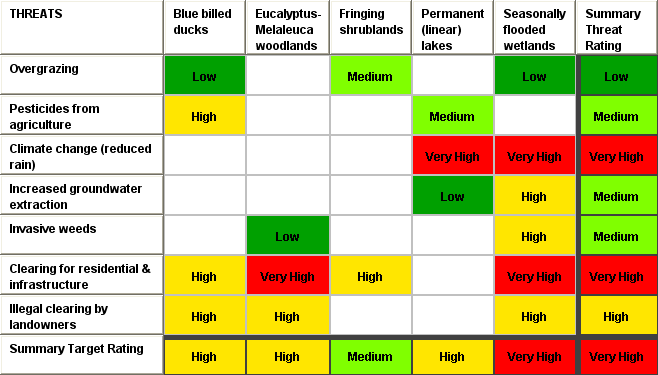 THREATS Blue billed ducks Eucalyptus-Melaleuca woodlands Fringing shrublands Permanent (linear) lakes Seasonally flooded wetlands Summary Threat Rating
Overgrazing Low Medium Low Low
Pesticides from agriculture High Medium Medium
Climate change (reduced rain) Very High Very High Very High
Increased groundwater extraction Low High Medium
Invasive weeds Low High Medium
Clearing for residential & infrastructure High Very High High Very High Very High
Illegal clearing by landowners High High High High
Summary Target Rating High High Medium High Very High Very High